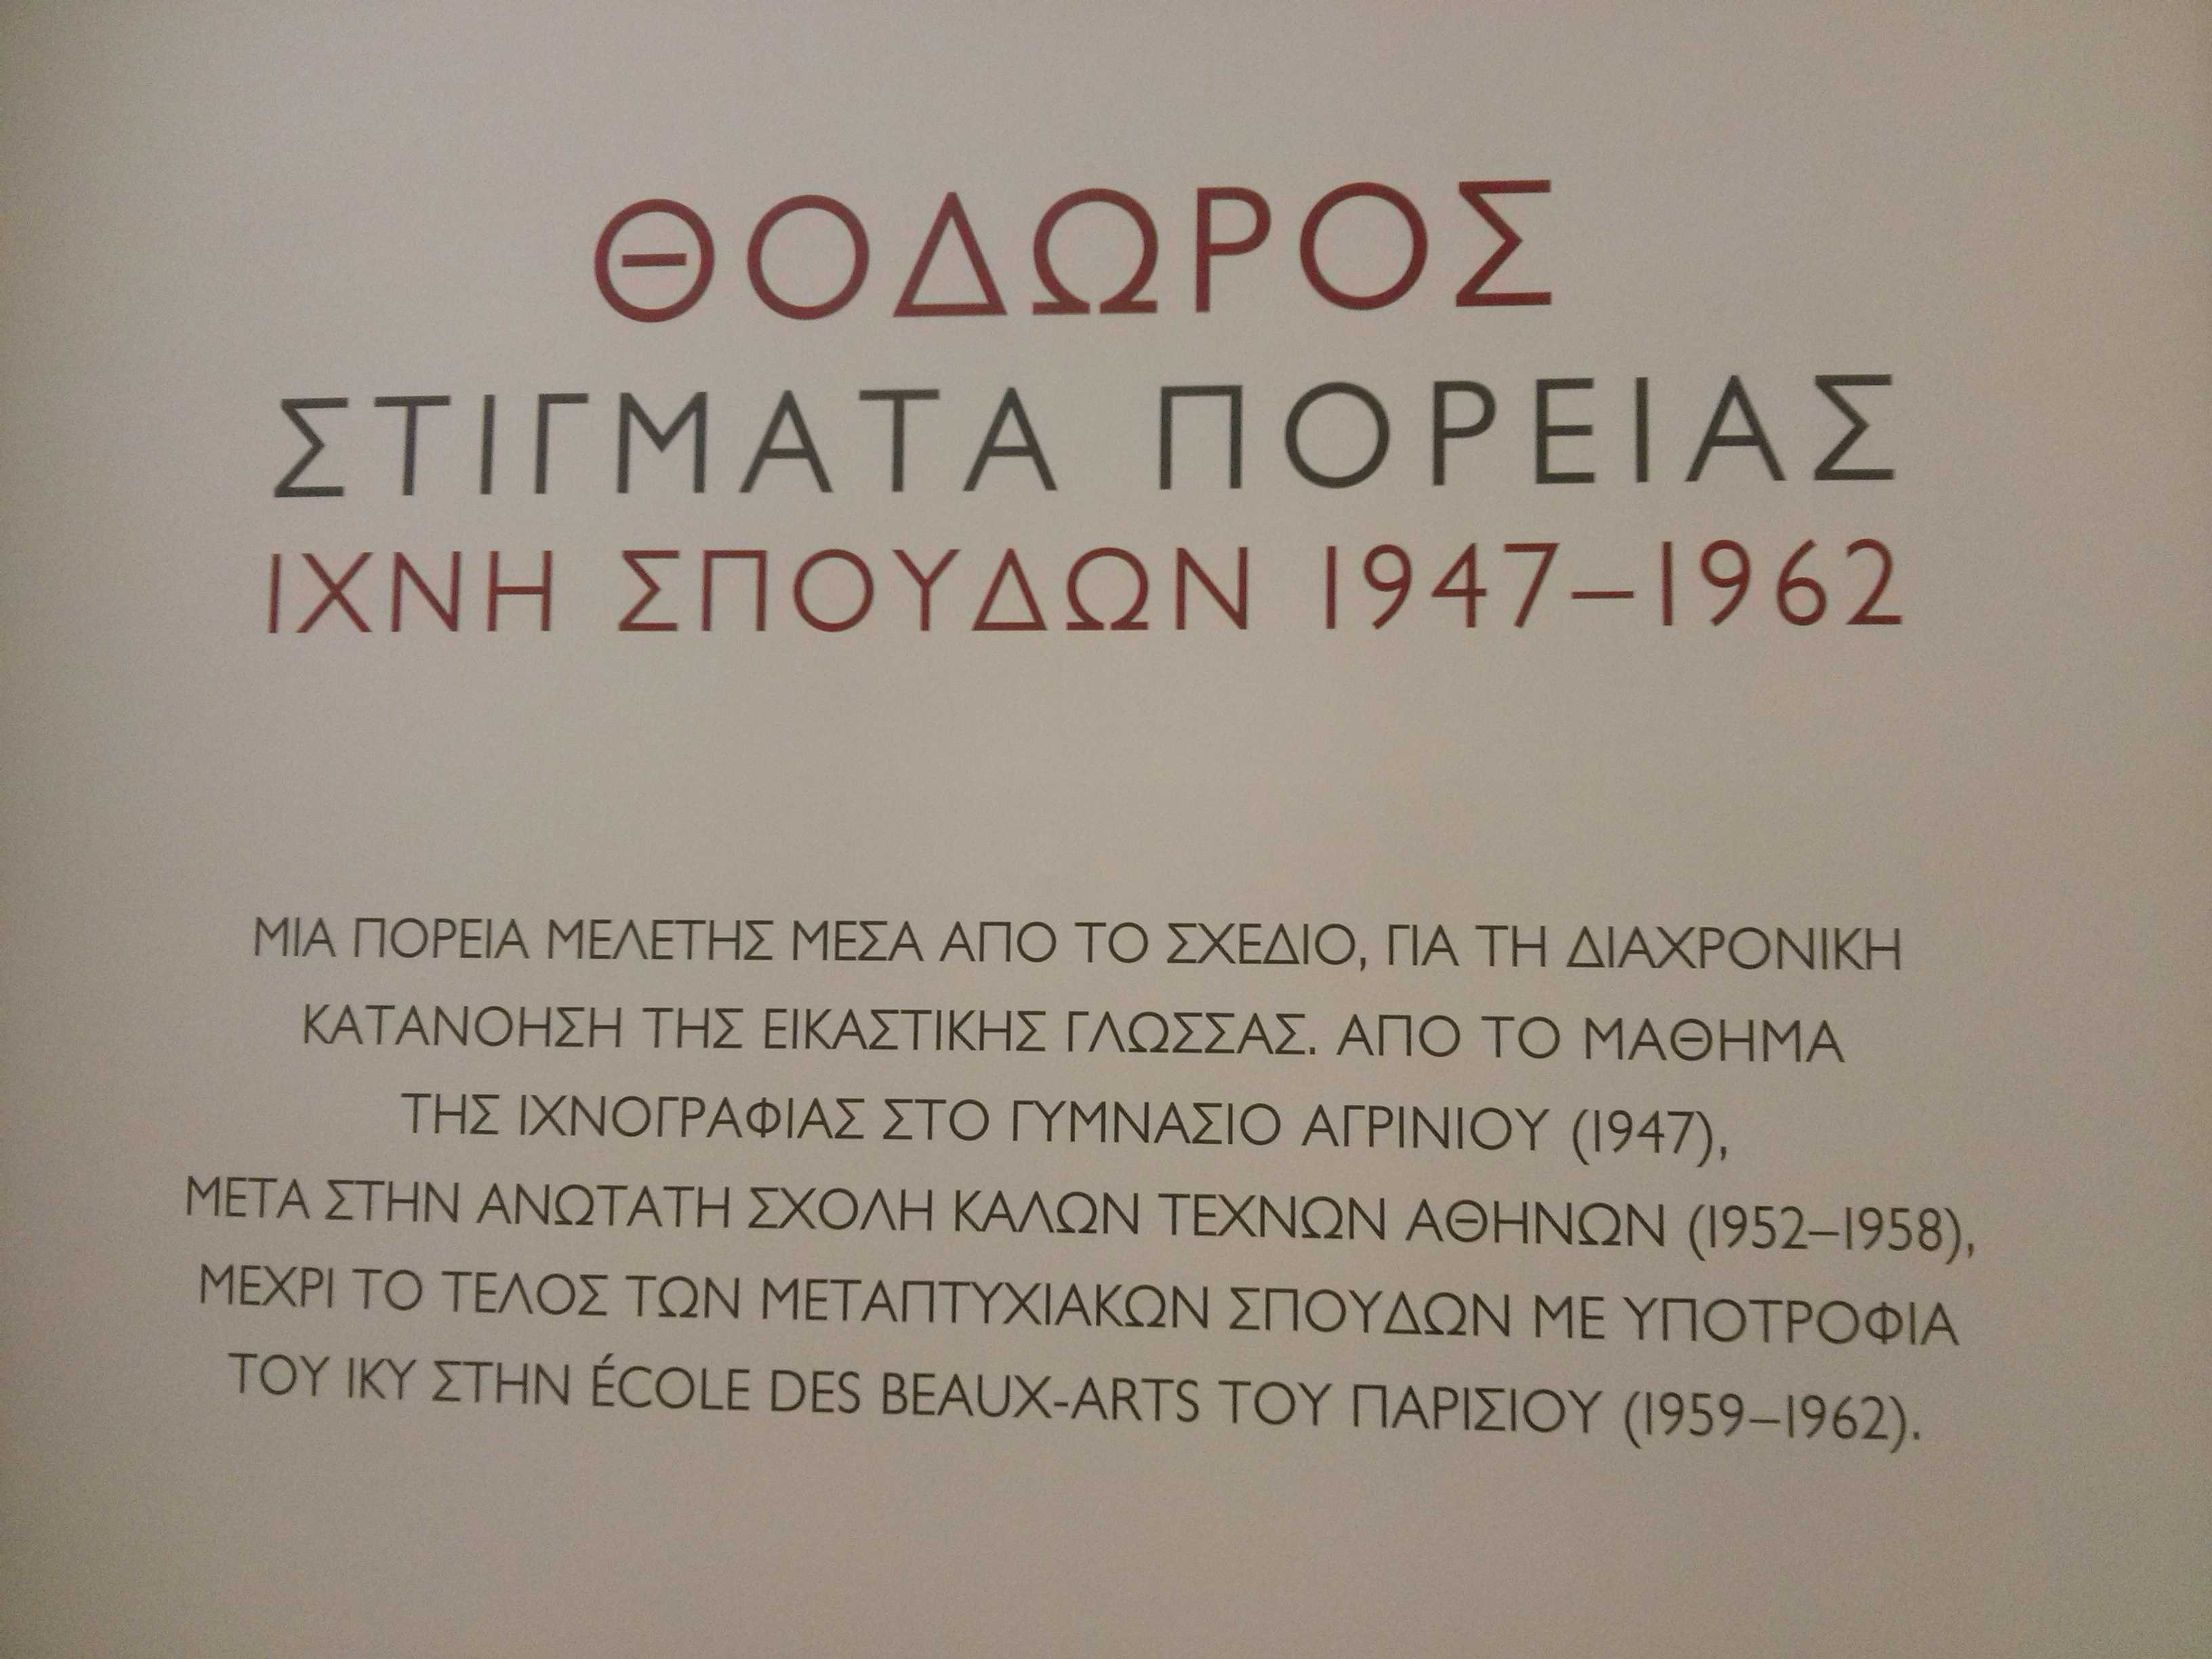 ΘΟΔΩΡΟΣ
ΣΤΙΓΜΑΤΑ ΠΟΡΕΙΑΣ
ΙΧΝΗ ΣΠΟΥΔΩΝ 1947–1962
ΜΙΑ ΠΟΡΕΙΑ ΜΕΛΕΤΗΣ ΜΕΣΑ ΑΠΟ ΤΟ ΣΧΕΔΙΟ, ΓΙΑ ΤΗ ΔΙΑΧΡΟΝΙΚΗ
ΚΑΤΑΝΟΗΣΗ ΤΗΣ ΕΙΚΑΣΤΙΚΗΣ ΓΛΩΣΣΑΣ. ΑΠΟ ΤΟ ΜΑΘΗΜΑ
ΤΗΣ ΙΧΝΟΓΡΑΦΙΑΣ ΣΤΟ ΓΥΜΝΑΣΙΟ ΑΓΡΙΝΙΟΥ (1947),
ΜΕΤΑ ΣΤΗΝ ΑΝΩΤΑΤΗ ΣΧΟΛΗ ΚΑΛΩΝ ΤΕΧΝΩΝ ΑΘΗΝΩΝ (1952–1958),
ΜΕΧΡΙ ΤΟ ΤΕΛΟΣ ΤΩΝ ΜΕΤΑΠΤΥΧΙΑΚΩΝ ΣΠΟΥΔΩΝ ΜΕ ΥΠΟΤΡΟΦΙΑ
ΤΟΥ ΙΚΥ ΣΤΗΝ ÉCOLE DES BEAUX-ARTS ΤΟΥ ΠΑΡΙΣΙΟΥ (1959–1962).